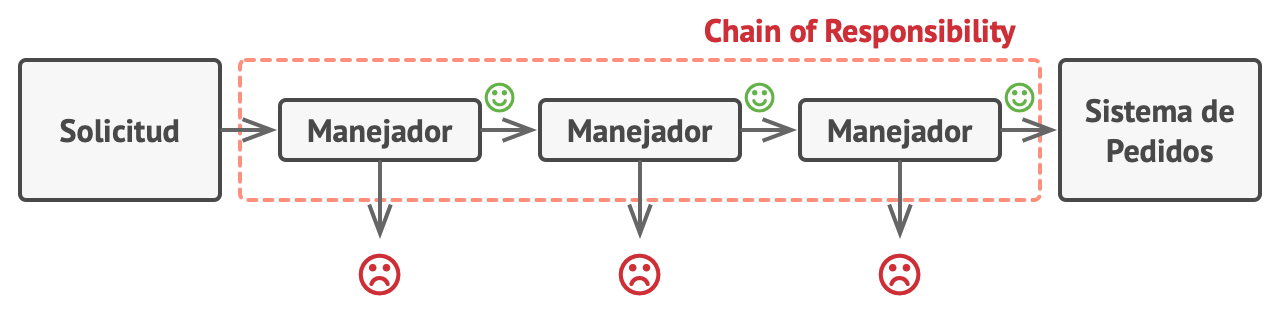 Chain of Responsibility
Solicitud
Manejador
Manejador
Manejador
Sistema de
Pedidos